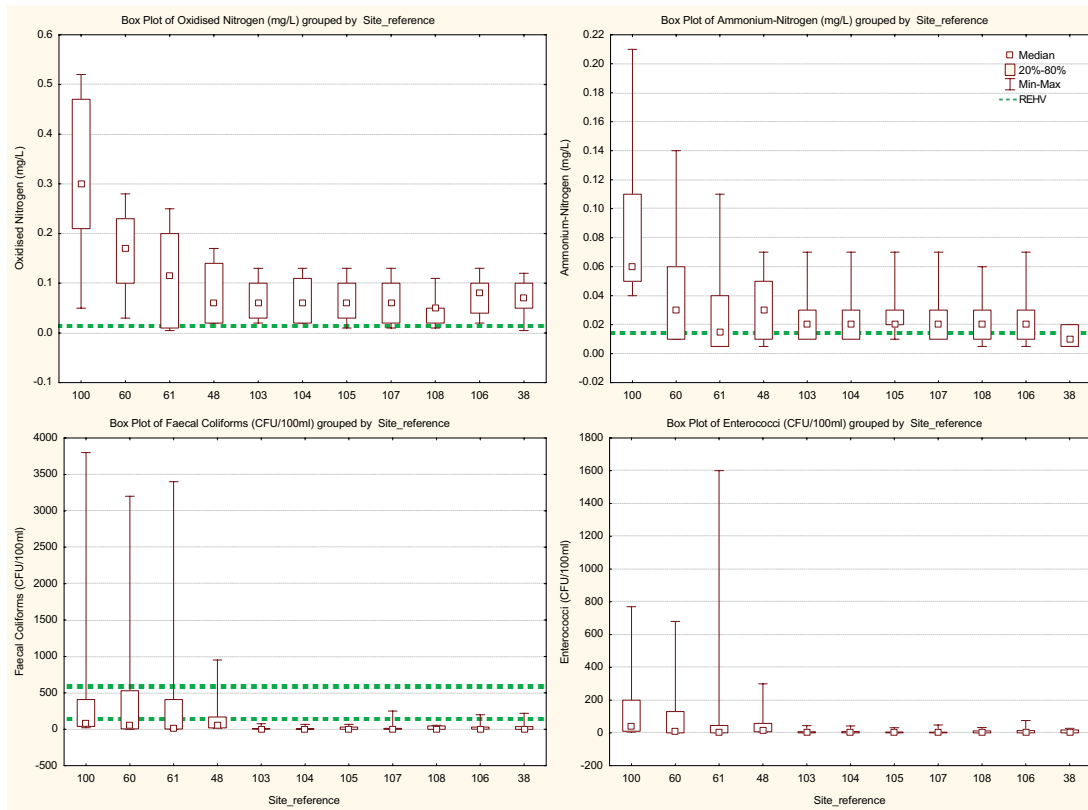 Box Plot of Oxidised Nitrogen (mg/L) grouped by Site_reference
0.6
0.5
0.4
0.3
0.2
0.1
0.0
-0.1
Oxidised Nitrogen (mg/L)
100 60 61 48 103 104 105 107 108 106 38
Box Plot of Ammonium-Nitrogen (mg/L) grouped by Site_reference
0.22
0.20
0.18
0.16
0.14
0.12
0.10
0.08
0.06
0.04
0.02
0.00
-0.02
Ammonium-Nitrogen (mg/L)
Median
20%-80%
Min-Max
REHV
100 60 61 48 103 104 105 107 108 106 38
Box Plot of Faecal Coliforms (CFU/100ml) grouped by Site_reference
4000
3500
3000
2500
2000
1500
1000
500
0
-500
Faecal Coliforms (CFU/100ml)
100 60 61 48 103 104 105 107 108 106 38
Site_reference
Box Plot of Enterococi (CFU/100ml) grouped by Site_reference
1800
1600
1400
1200
1000
800
600
400
200
0
-200
Enterococci (CFU/100ml)
100 60 61 48 103 104 105 107 108 106 38
Site_reference